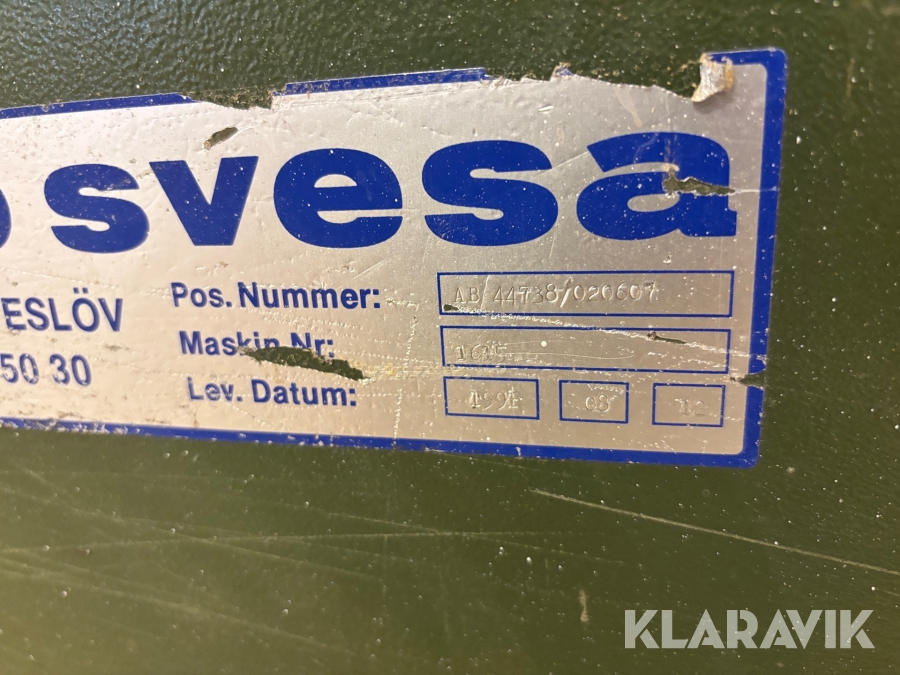 svesa
ESLÖV
50 30
Pos. Nummer: AB 44738/020607
Maskin Nr:
Lev. Datum: 08
KLARAVIK